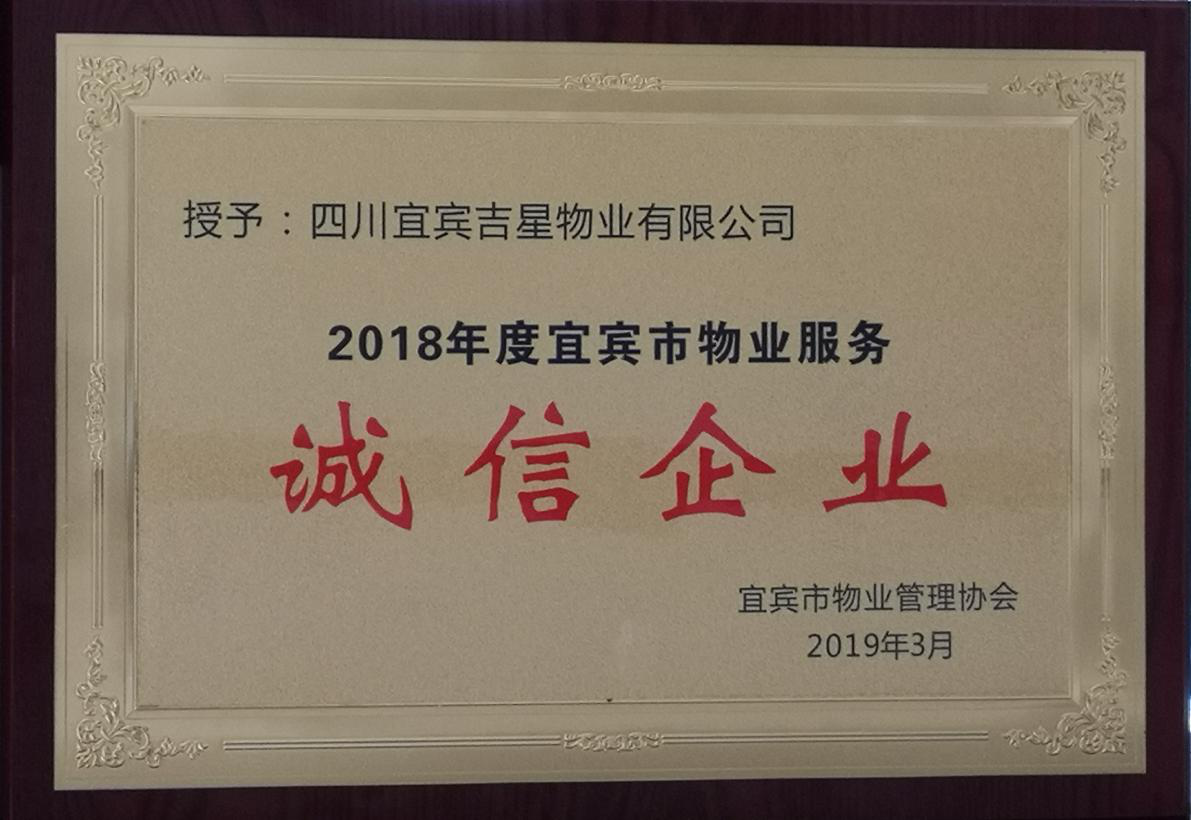 授予：四川宜宾吉星物业有限公司
2018年度宜宾市物业服务
诚信企业
宜宾市物业管理协会
2019年3月